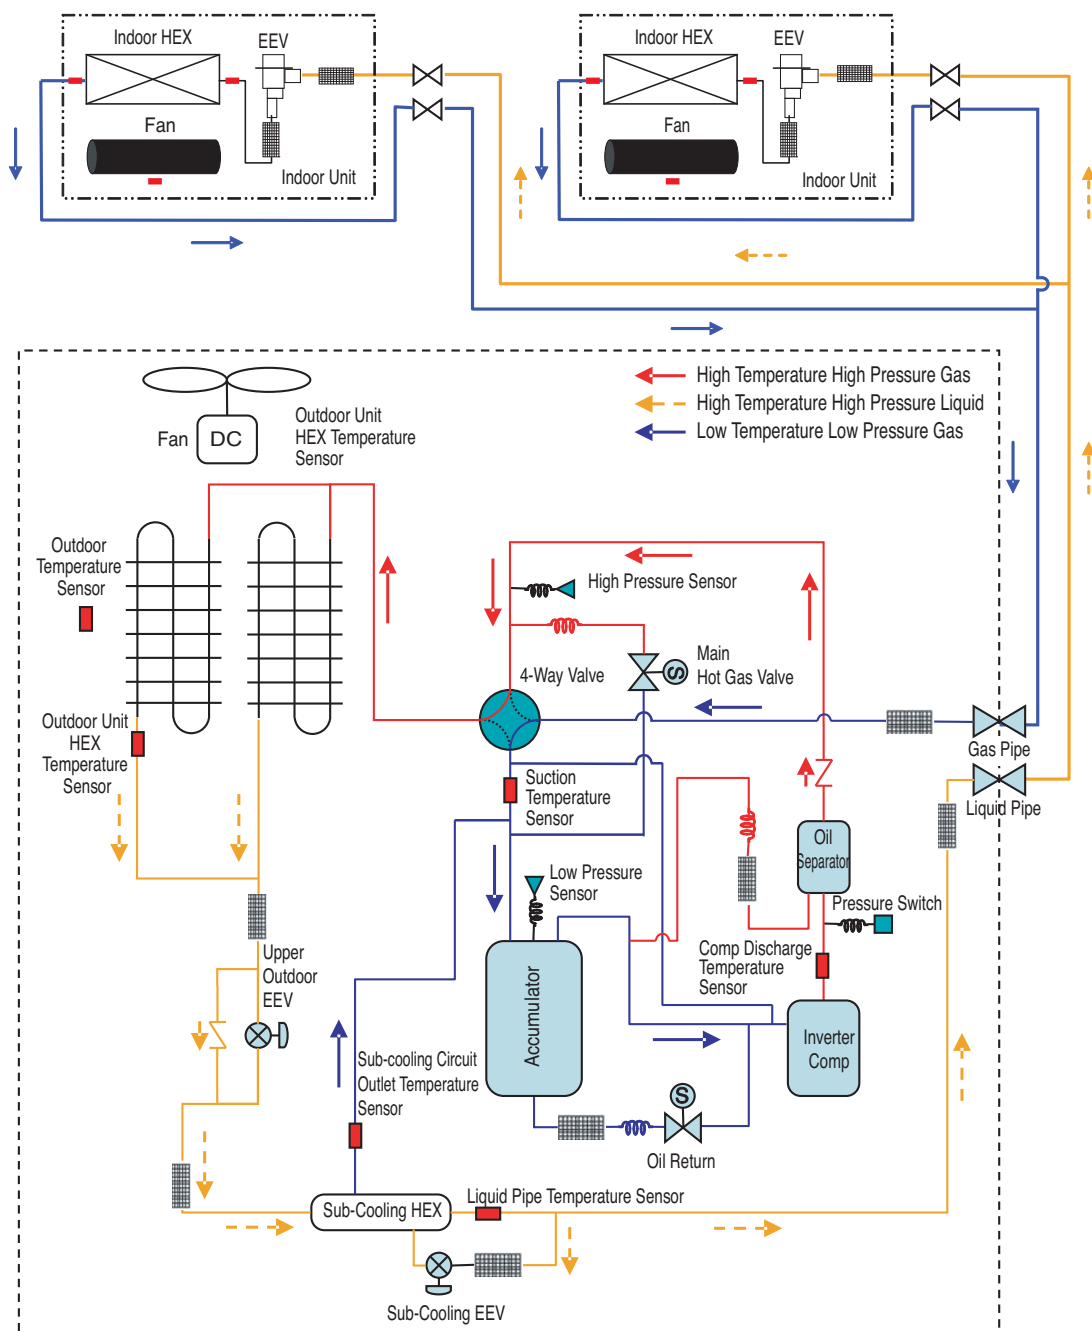 Indoor HEX
EEV
Fan
Indoor Unit
Indoor HEX
EEV
Fan
Indoor Unit
High Temperature High Pressure Gas
High Temperature High Pressure Liquid
Low Temperature Low Pressure Gas
Fan
DC
Outdoor Unit
HEX Temperature
Sensor
Outdoor
Temperature
Sensor
High Pressure Sensor
4-Way Valve
Main
Hot Gas Valve
S
Outdoor Unit
HEX
Temperature
Sensor
Gas Pipe
Liquid Pipe
Suction
Temperature
Sensor
Oil
Separator
Low Pressure
Sensor
Pressure Switch
Comp Discharge
Temperature
Sensor
Upper
Outdoor
EEV
Accumulator
Inverter
Comp
Sub-cooling Circuit
Outlet Temperature
Sensor
S
Oil Return
Sub-Cooling HEX
Liquid Pipe Temperature Sensor
Sub-Cooling EEV